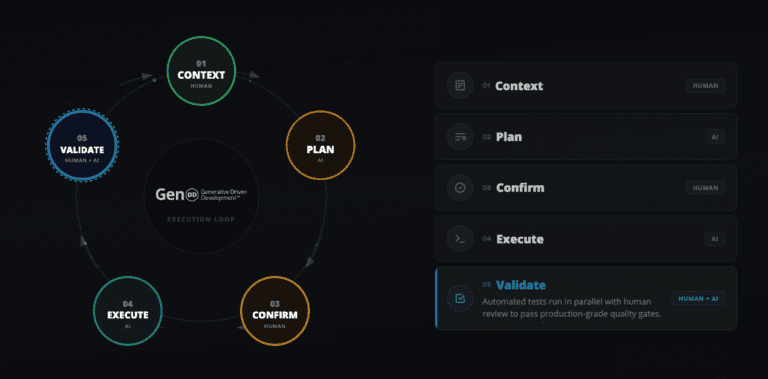 01
CONTEXT
HUMAN
05
VALIDATE
HUMAN + AI
02
PLAN
AI
GenDD Generative Driven
Development™
EXECUTION LOOP
04
EXECUTE
AI
03
CONFIRM
HUMAN
01 Context HUMAN
02 Plan AI
03 Confirm HUMAN
04 Execute AI
05 Validate
Automated tests run in parallel with human
review to pass production-grade quality gates.
HUMAN + AI